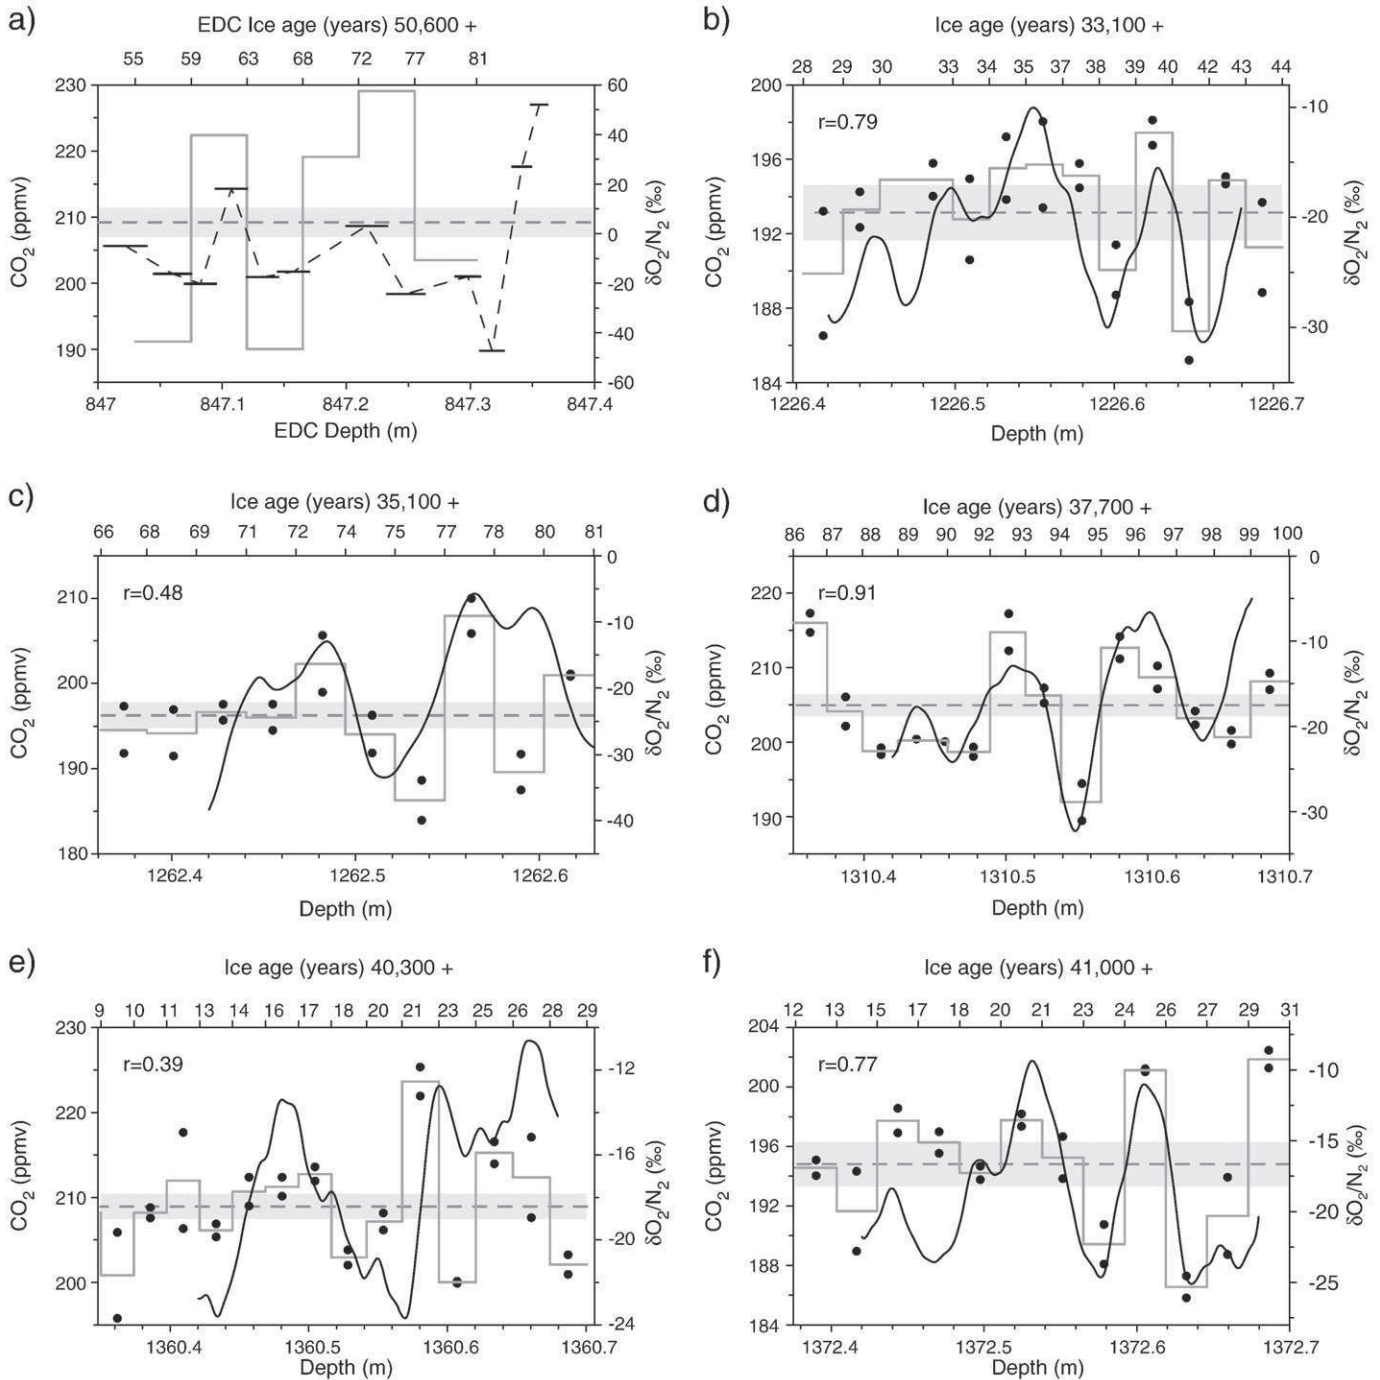 a)
EDC Ice age (years) 50,600 +
55 59 63 68 72 77 81
230 220 210 200 190
CO2 (ppmv)
60 40 20 0 -20 -40 -60
δO2/N2 (‰)
847 847.1 847.2 847.3 847.4
EDC Depth (m)
b)
Ice age (years) 33,100 +
28 29 30 33 34 35 37 38 39 40 42 43 44
r=0.79
200 196 192 188 184
CO2 (ppmv)
-10 -20 -30
δO2/N2 (‰)
1226.4 1226.5 1226.6 1226.7
Depth (m)
c)
Ice age (years) 35,100 +
66 68 69 71 72 74 75 77 78 80 81
r=0.48
210 200 190 180
CO2 (ppmv)
0 -10 -20 -30 -40
δO2/N2 (‰)
1262.4 1262.5 1262.6
Depth (m)
d)
Ice age (years) 37,700 +
86 87 88 89 90 92 93 94 95 96 97 98 99 100
r=0.91
220 210 200 190
CO2 (ppmv)
0 -10 -20 -30
δO2/N2 (‰)
1310.4 1310.5 1310.6 1310.7
Depth (m)
e)
Ice age (years) 40,300 +
9 10 11 13 14 16 17 18 20 21 23 25 26 28 29
r=0.39
230 220 210 200
CO2 (ppmv)
-12 -16 -20 -24
δO2/N2 (‰)
1360.4 1360.5 1360.6 1360.7
Depth (m)
f)
Ice age (years) 41,000 +
12 13 15 17 18 20 21 23 24 26 27 29 31
r=0.77
204 200 196 192 188 184
CO2 (ppmv)
-10 -15 -20 -25
δO2/N2 (‰)
1372.4 1372.5 1372.6 1372.7
Depth (m)